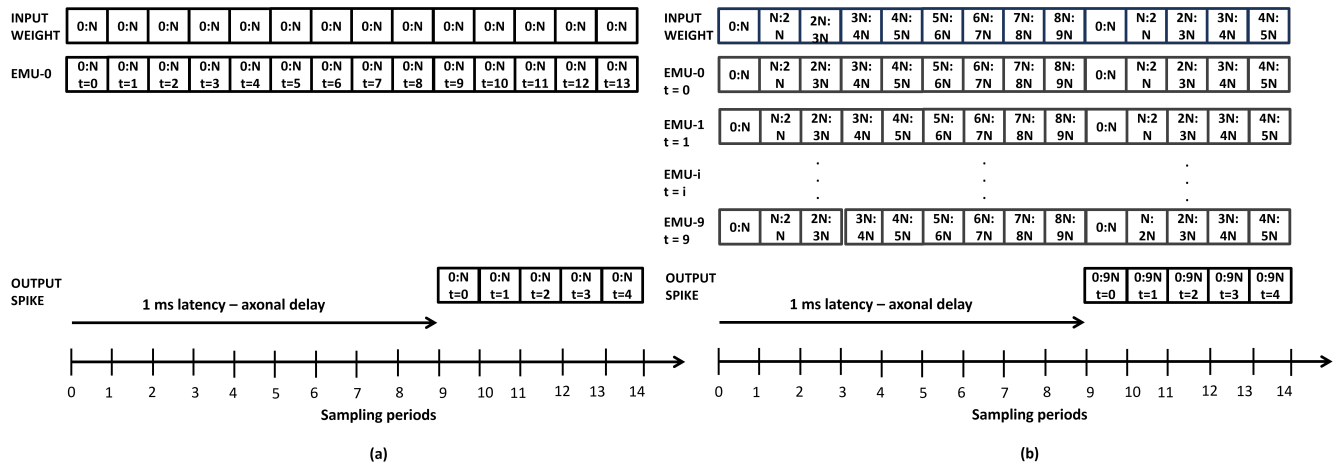 INPUT WEIGHT 0:N 0:N 0:N 0:N 0:N 0:N 0:N 0:N 0:N 0:N 0:N 0:N 0:N 0:N
EMU-0 0:N t=0 0:N t=1 0:N t=2 0:N t=3 0:N t=4 0:N t=5 0:N t=6 0:N t=7 0:N t=8 0:N t=9 0:N t=10 0:N t=11 0:N t=12 0:N t=13
OUTPUT SPIKE 0:N t=0 0:N t=1 0:N t=2 0:N t=3 0:N t=4
1 ms latency – axonal delay
0 1 2 3 4 5 6 7 8 9 10 11 12 13 14
Sampling periods
(a)
INPUT WEIGHT 0:N N:2N 2N:3N 3N:4N 4N:5N 5N:6N 6N:7N 7N:8N 8N:9N 0:N N:2N 2N:3N 3N:4N 4N:5N
EMU-0 t = 0 0:N N:2N 2N:3N 3N:4N 4N:5N 5N:6N 6N:7N 7N:8N 8N:9N 0:N N:2N 2N:3N 3N:4N 4N:5N
EMU-1 t = 1 0:N N:2N 2N:3N 3N:4N 4N:5N 5N:6N 6N:7N 7N:8N 8N:9N 0:N N:2N 2N:3N 3N:4N 4N:5N
EMU-i t = i
EMU-9 t = 9 0:N N:2N 2N:3N 3N:4N 4N:5N 5N:6N 6N:7N 7N:8N 8N:9N 0:N N:2N 2N:3N 3N:4N 4N:5N
OUTPUT SPIKE 0:9N t=0 0:9N t=1 0:9N t=2 0:9N t=3 0:9N t=4
1 ms latency – axonal delay
0 1 2 3 4 5 6 7 8 9 10 11 12 13 14
Sampling periods
(b)